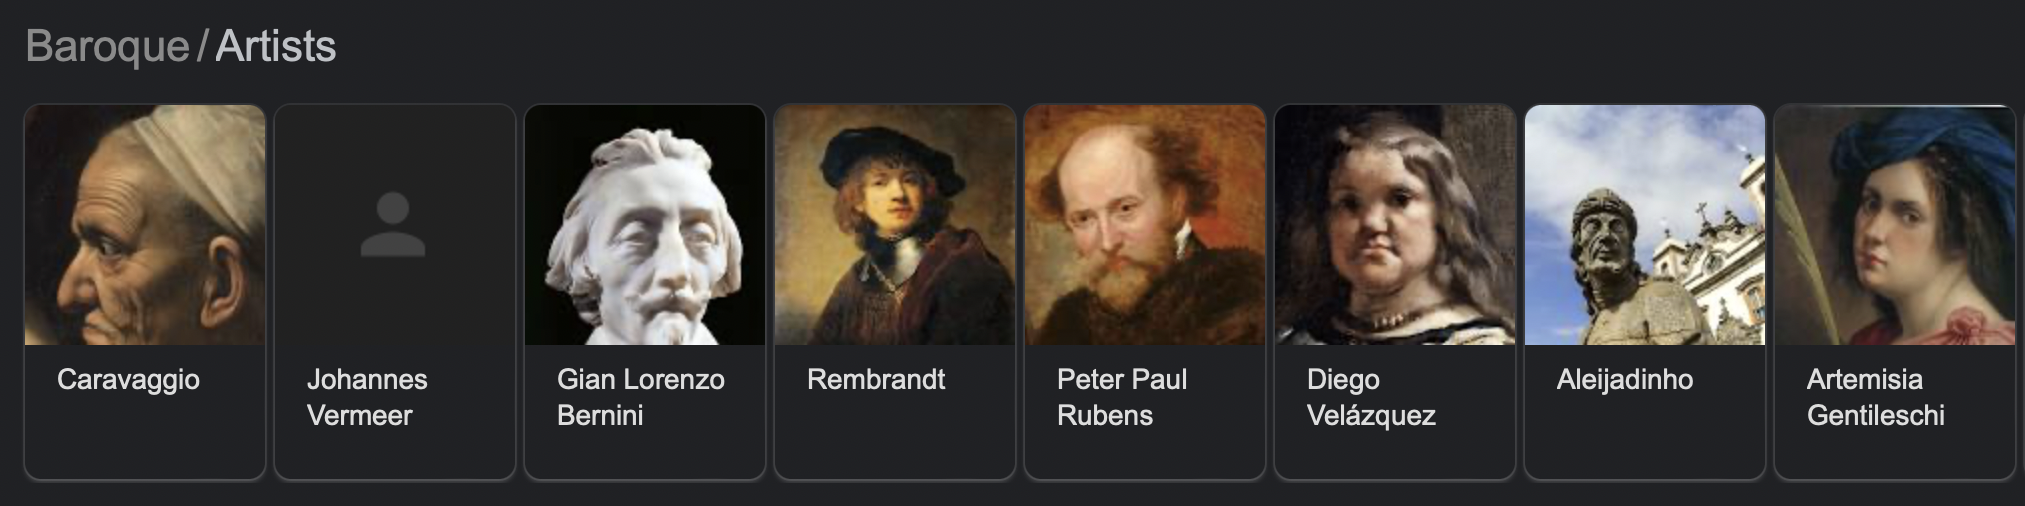 Baroque / Artists
Caravaggio
Johannes
Vermeer
Gian Lorenzo
Bernini
Rembrandt
Peter Paul
Rubens
Diego
Velázquez
Aleijadinho
Artemisia
Gentileschi